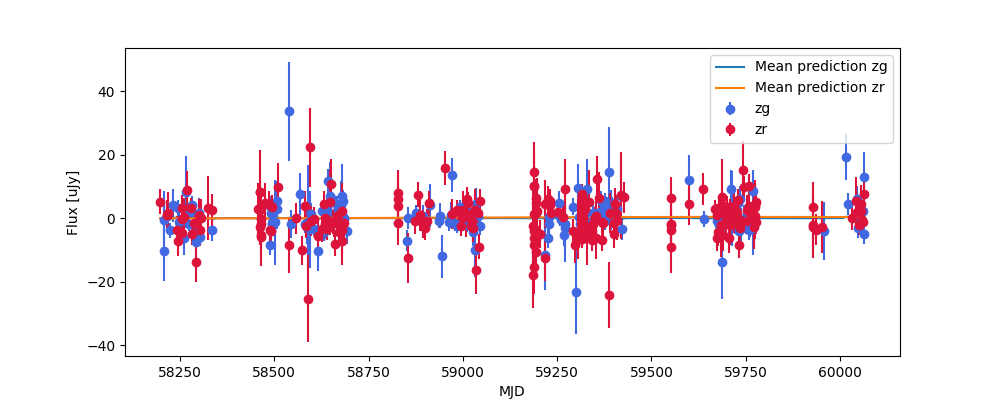 Mean prediction zg
Mean prediction zr
zg
zr
Flux [uJy]
40
20
0
−20
−40
58250
58500
58750
59000
59250
59500
59750
60000
MJD